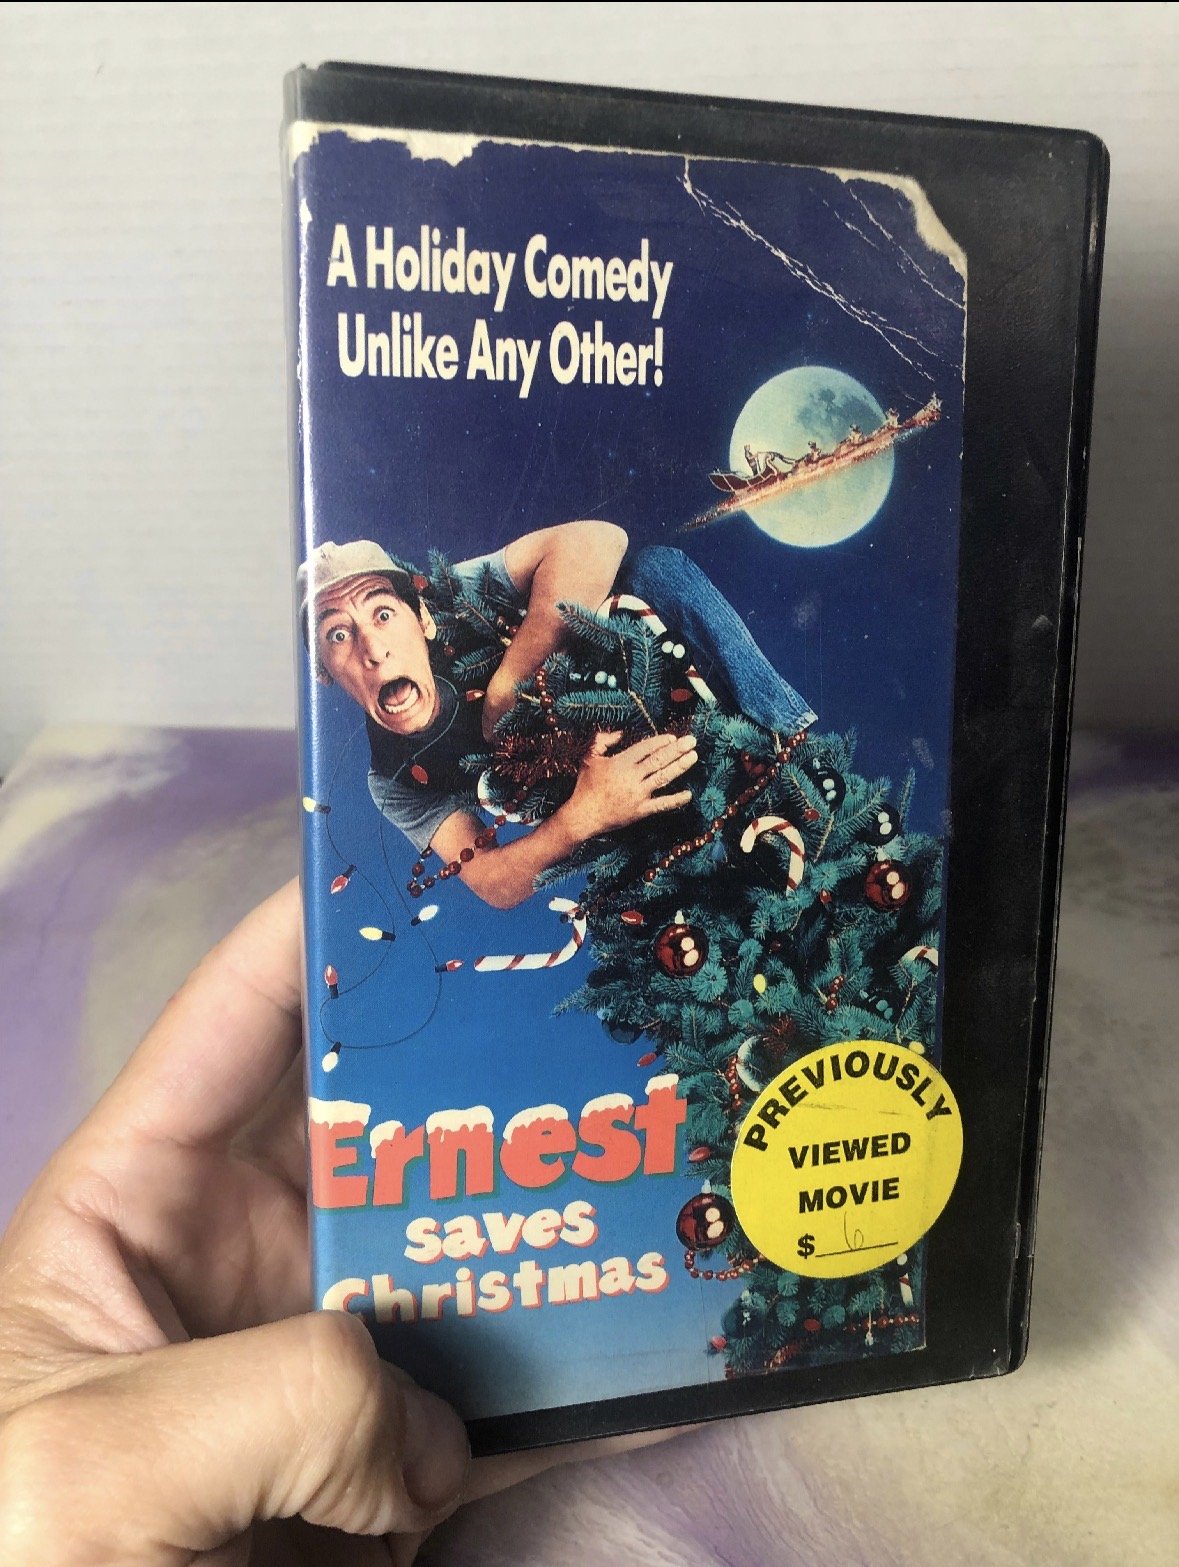 A Holiday Comedy
Unlike Any Other!
Ernest
saves
Christmas
PREVIOUSLY
VIEWED
MOVIE
$ 6